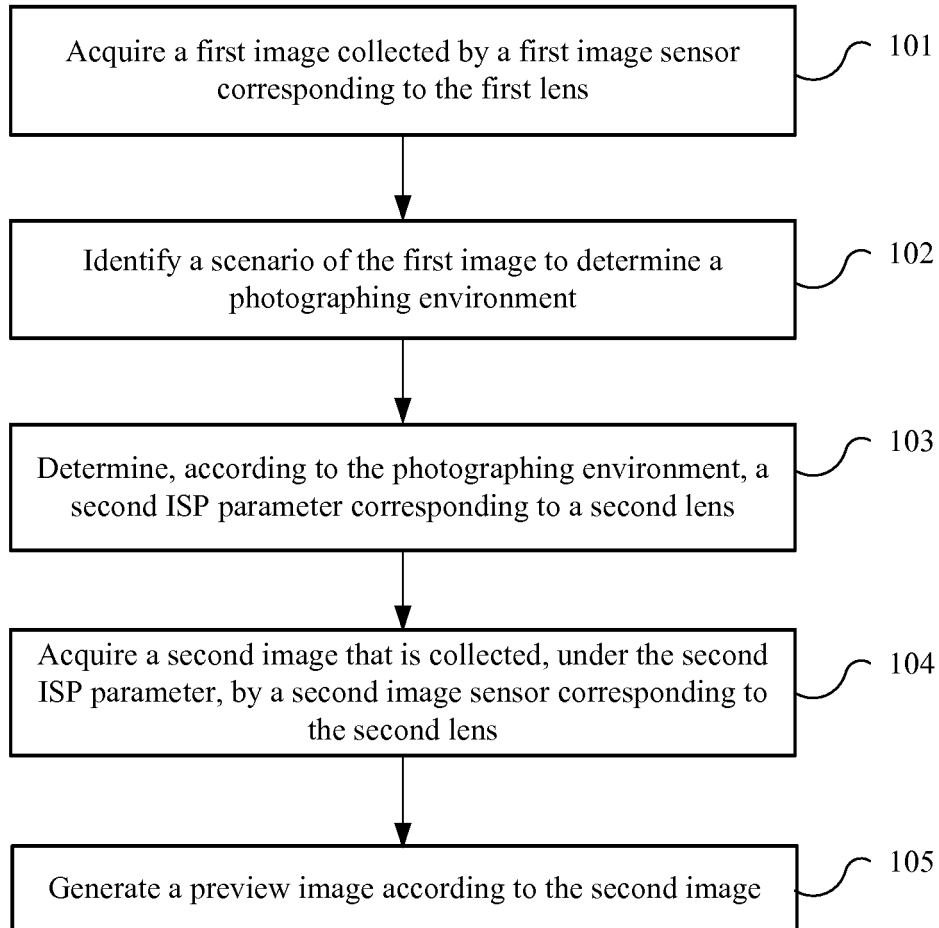 Acquire a first image collected by a first image sensor
corresponding to the first lens
101
Identify a scenario of the first image to determine a
photographing environment
102
Determine, according to the photographing environment, a
second ISP parameter corresponding to a second lens
103
Acquire a second image that is collected, under the second
ISP parameter, by a second image sensor corresponding to
the second lens
104
Generate a preview image according to the second image
105